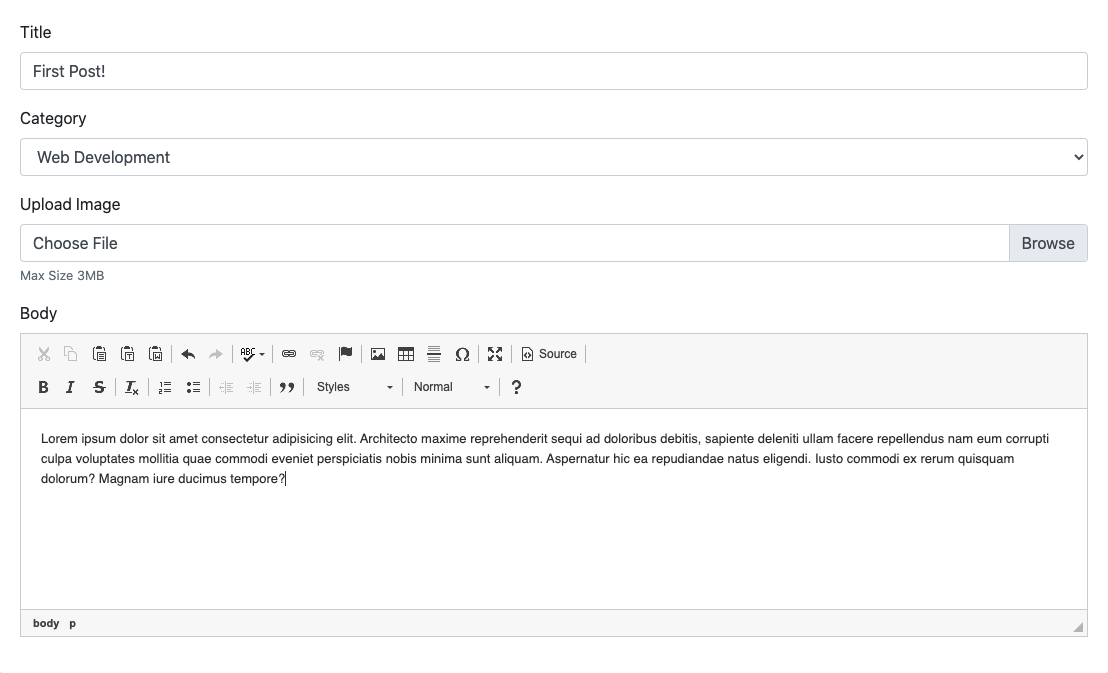 Title
First Post!
Category
Web Development
Upload Image
Choose File Browse
Max Size 3MB
Body
ABC Ω Source
B I S Ix Styles Normal ?
Lorem ipsum dolor sit amet consectetur adipisicing elit. Architecto maxime reprehenderit sequi ad doloribus debitis, sapiente deleniti ullam facere repellendus nam eum corrupti
culpa voluptates mollitia quae commodi eveniet perspiciatis nobis minima sunt aliquam. Aspernatur hic ea repudiandae natus eligendi. Iusto commodi ex rerum quisquam
dolorum? Magnam iure ducimus tempore?
body p